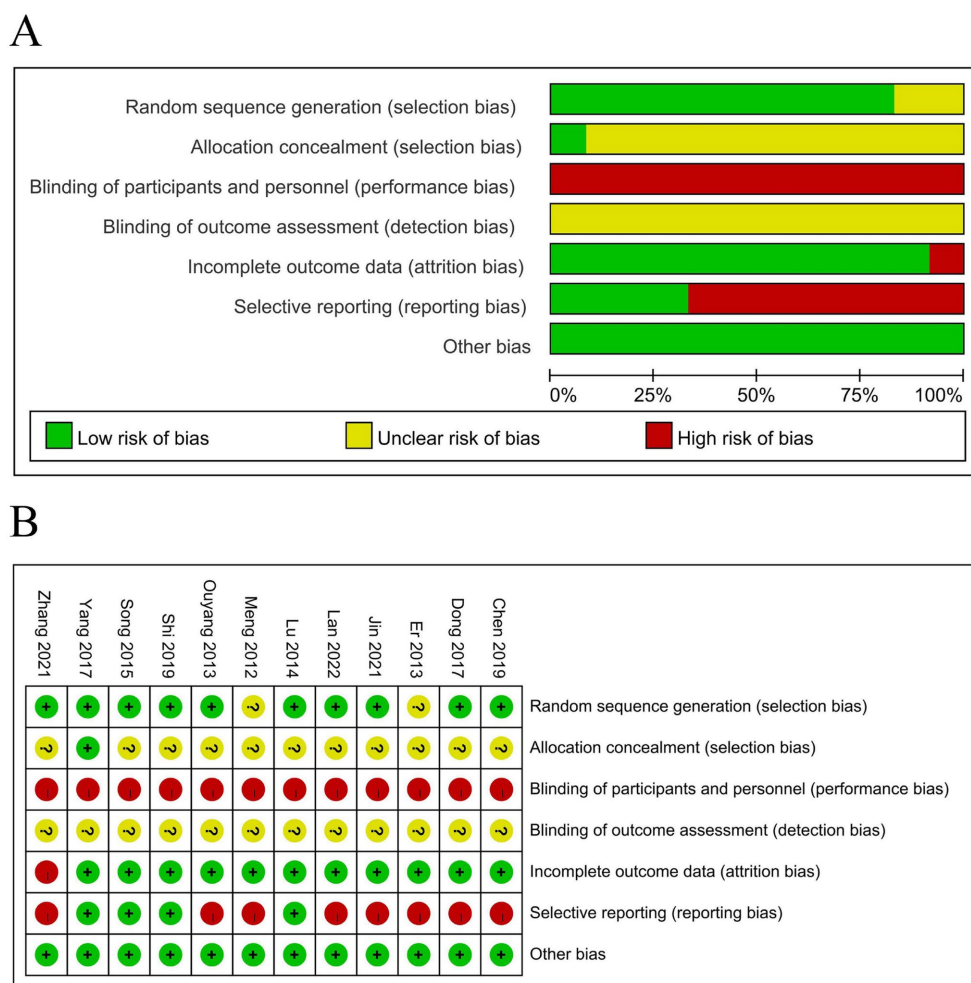 A
Random sequence generation (selection bias)
Allocation concealment (selection bias)
Blinding of participants and personnel (performance bias)
Blinding of outcome assessment (detection bias)
Incomplete outcome data (attrition bias)
Selective reporting (reporting bias)
Other bias
0% 25% 50% 75% 100%
Low risk of bias Unclear risk of bias High risk of bias
B
Zhang 2021
Yang 2017
Song 2015
Shi 2019
Ouyang 2013
Meng 2012
Lu 2014
Lan 2022
Jin 2021
Er 2013
Dong 2017
Chen 2019
+ + + + + ? + + + ? + + Random sequence generation (selection bias)
? + ? ? ? ? ? ? ? ? ? ? Allocation concealment (selection bias)
– – – – – – – – – – – – Blinding of participants and personnel (performance bias)
? ? ? ? ? ? ? ? ? ? ? ? Blinding of outcome assessment (detection bias)
– + + + + + + + + + + + Incomplete outcome data (attrition bias)
– + + + – – + – – – – – Selective reporting (reporting bias)
+ + + + + + + + + + + + Other bias